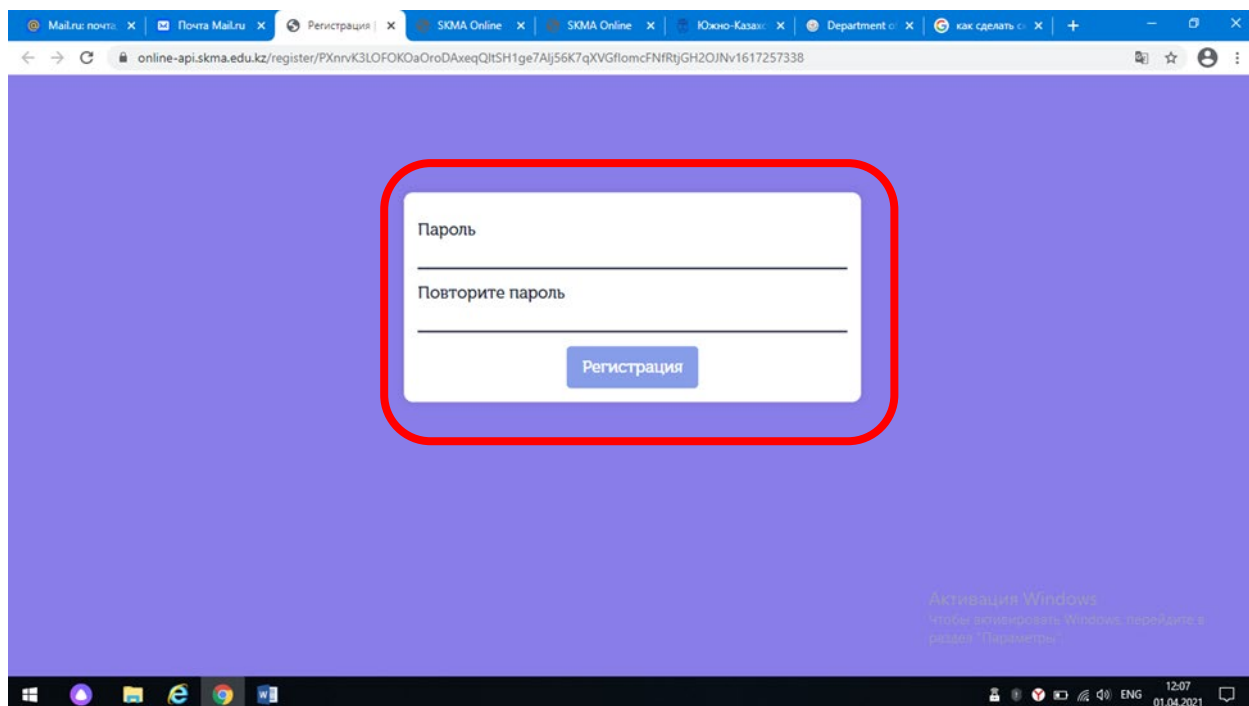 Mail.ru: почта
Почта Mail.ru
Регистрация
SKMA Online
SKMA Online
Южно-Казахс
Department o
как сделать с
online-api.skma.edu.kz/register/
Пароль
Повторите пароль
Регистрация
Активация Windows
Чтобы активировать Windows, перейдите в
раздел "Параметры".
ENG
12:07
01.04.2021